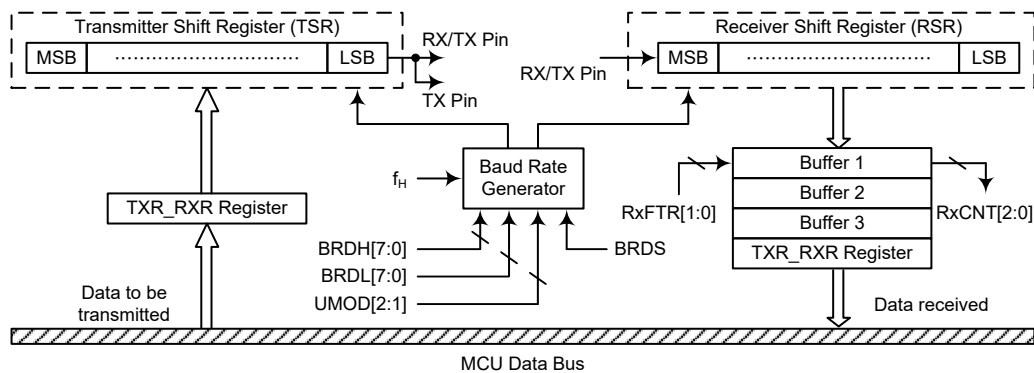 Transmitter Shift Register (TSR)
MSB
LSB
RX/TX Pin
TX Pin
Receiver Shift Register (RSR)
RX/TX Pin
MSB
LSB
fH
Baud Rate
Generator
TXR_RXR Register
BRDH[7:0]
BRDL[7:0]
UMOD[2:1]
BRDS
RxFTR[1:0]
Buffer 1
Buffer 2
Buffer 3
TXR_RXR Register
RxCNT[2:0]
Data to be
transmitted
Data received
MCU Data Bus